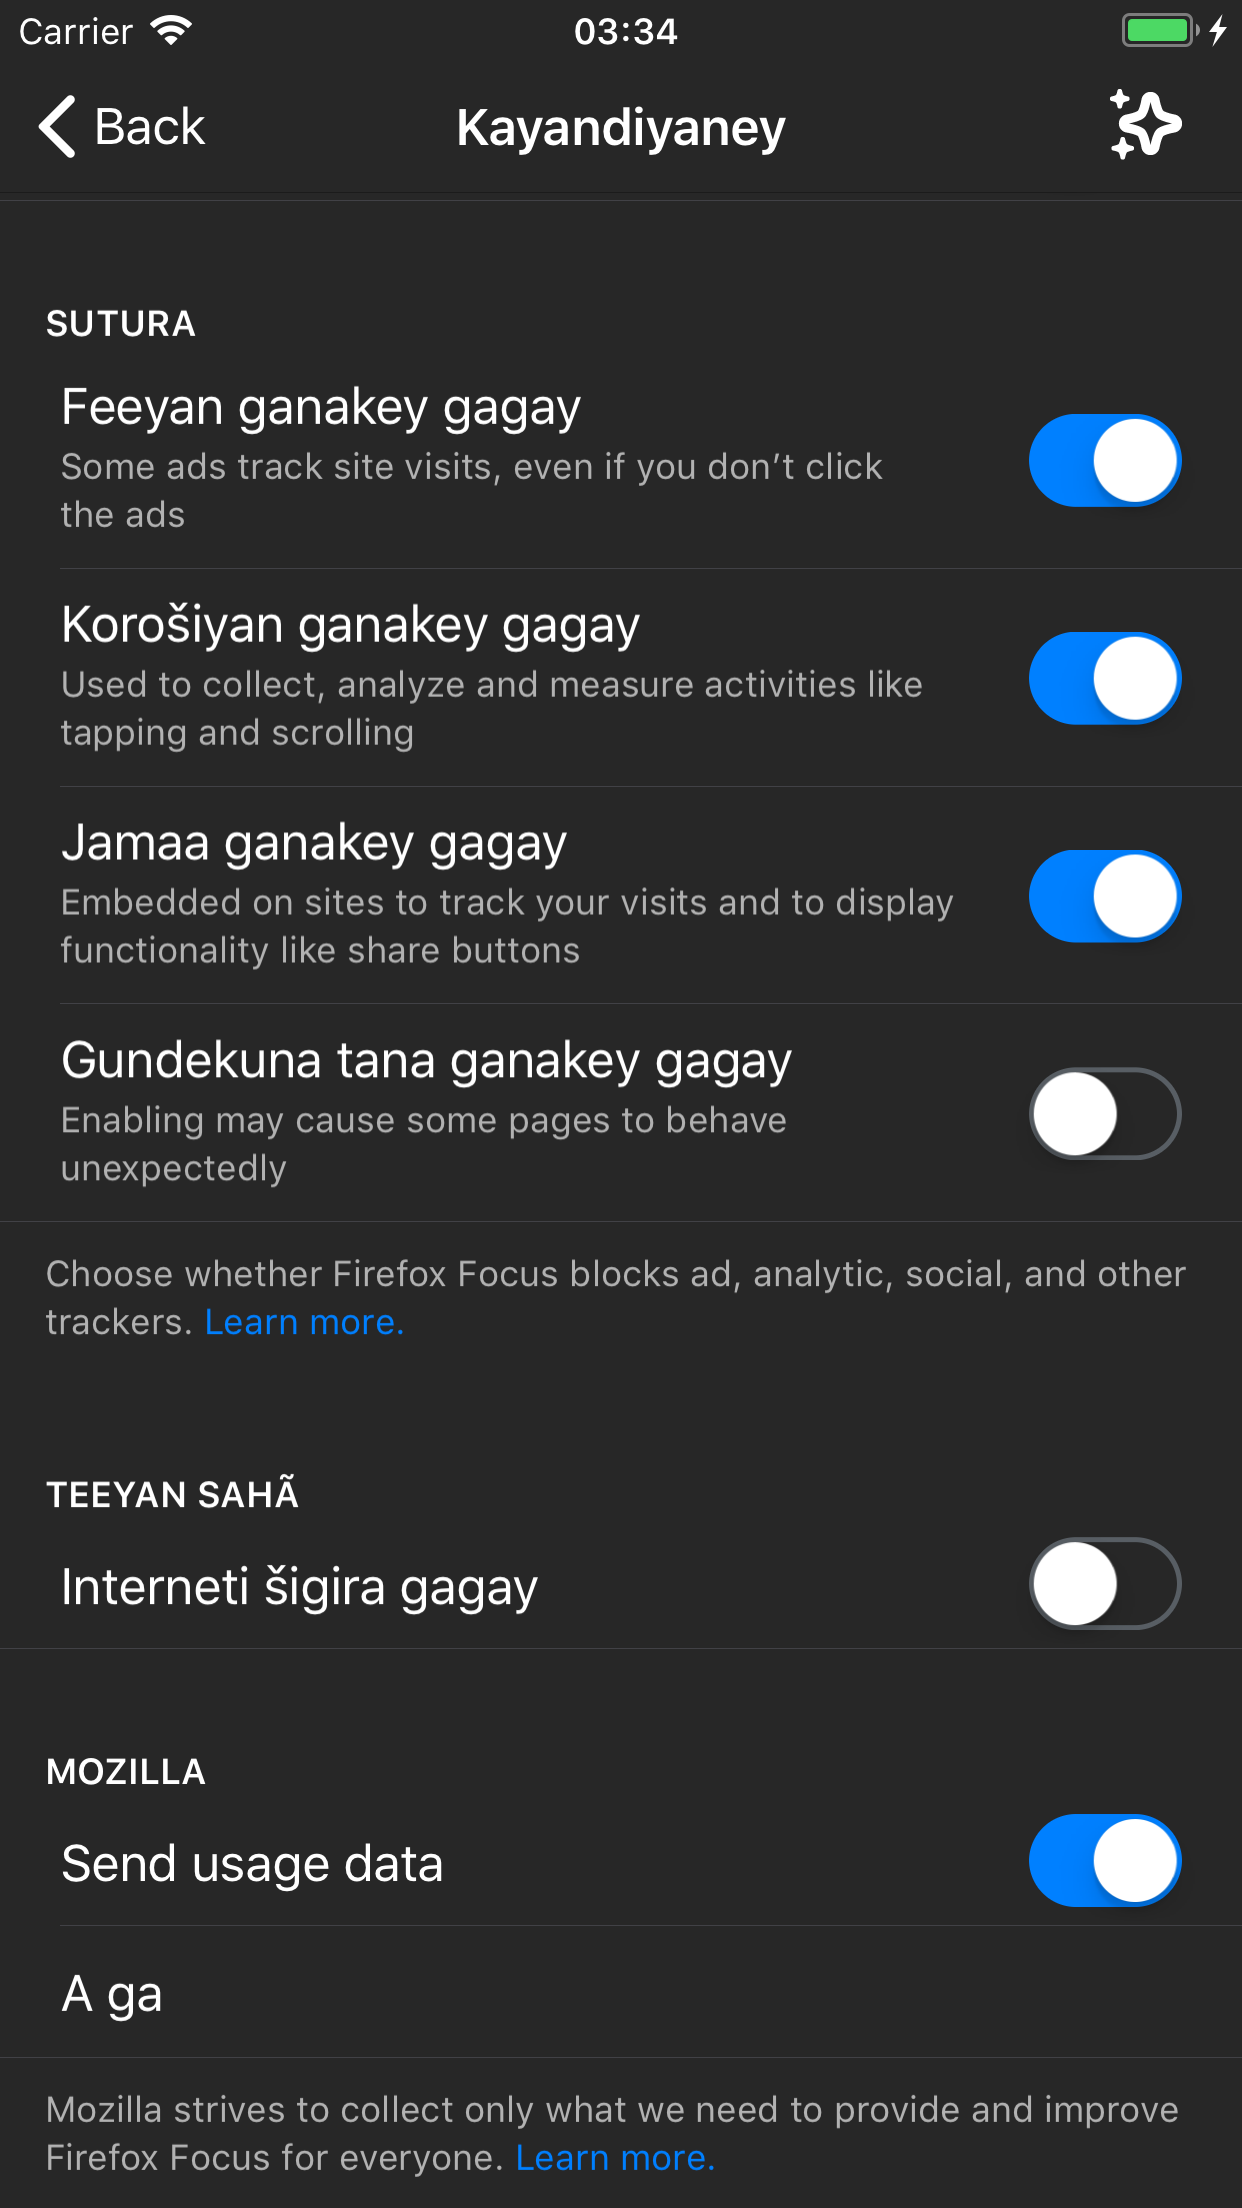 Carrier
03:34
Back
Kayandiyaney
SUTURA
Feeyan ganakey gagay
Some ads track site visits, even if you don’t click
the ads
Korošiyan ganakey gagay
Used to collect, analyze and measure activities like
tapping and scrolling
Jamaa ganakey gagay
Embedded on sites to track your visits and to display
functionality like share buttons
Gundekuna tana ganakey gagay
Enabling may cause some pages to behave
unexpectedly
Choose whether Firefox Focus blocks ad, analytic, social, and other
trackers. Learn more.
TEEYAN SAHÃ
Interneti šigira gagay
MOZILLA
Send usage data
A ga
Mozilla strives to collect only what we need to provide and improve
Firefox Focus for everyone. Learn more.